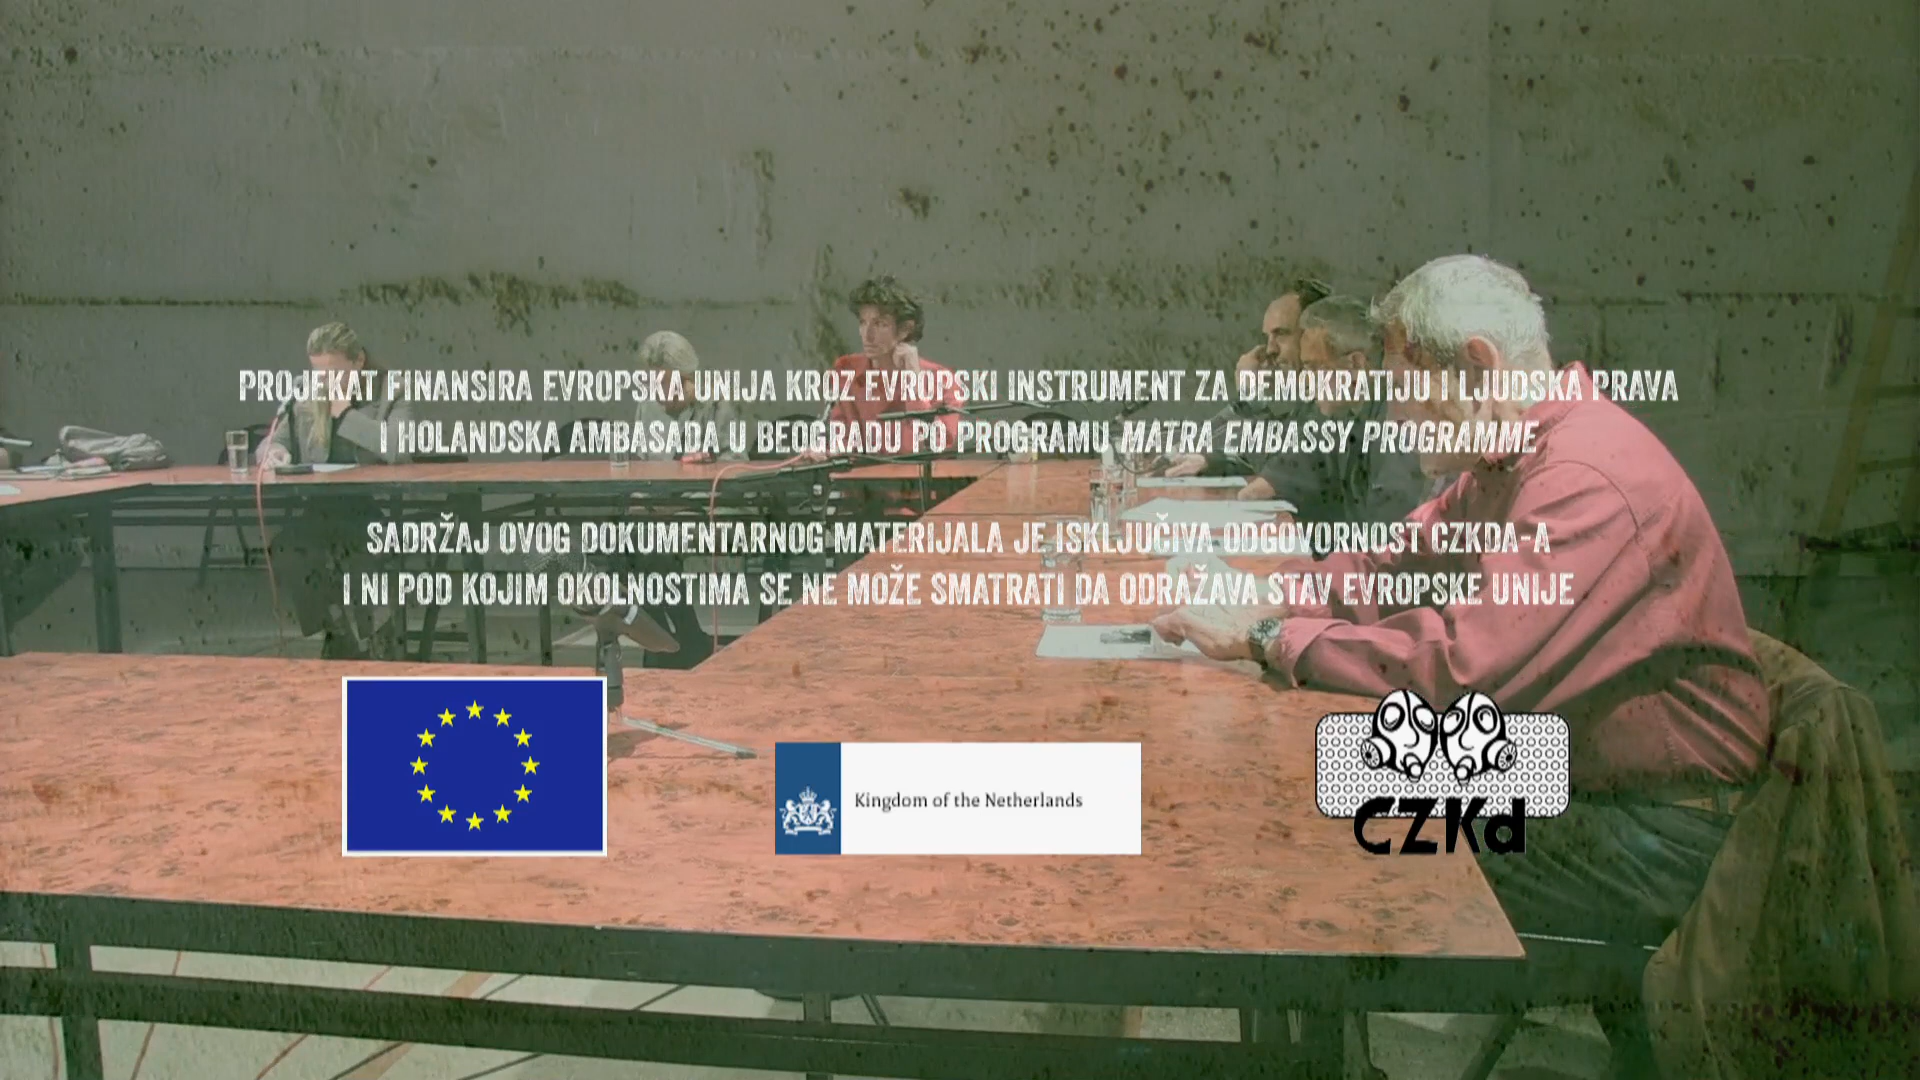 PROJEKAT FINANSIRA EVROPSKA UNIJA KROZ EVROPSKI INSTRUMENT ZA DEMOKRATIJU I LJUDSKA PRAVA
I HOLANDSKA AMBASADA U BEOGRADU PO PROGRAMU MATRA EMBASSY PROGRAMME
SADRŽAJ OVOG DOKUMENTARNOG MATERIJALA JE ISKLJUČIVA ODGOVORNOST CZKDA-A
I NI POD KOJIM OKOLNOSTIMA SE NE MOŽE SMATRATI DA ODRAŽAVA STAV EVROPSKE UNIJE
Kingdom of the Netherlands
CZKd